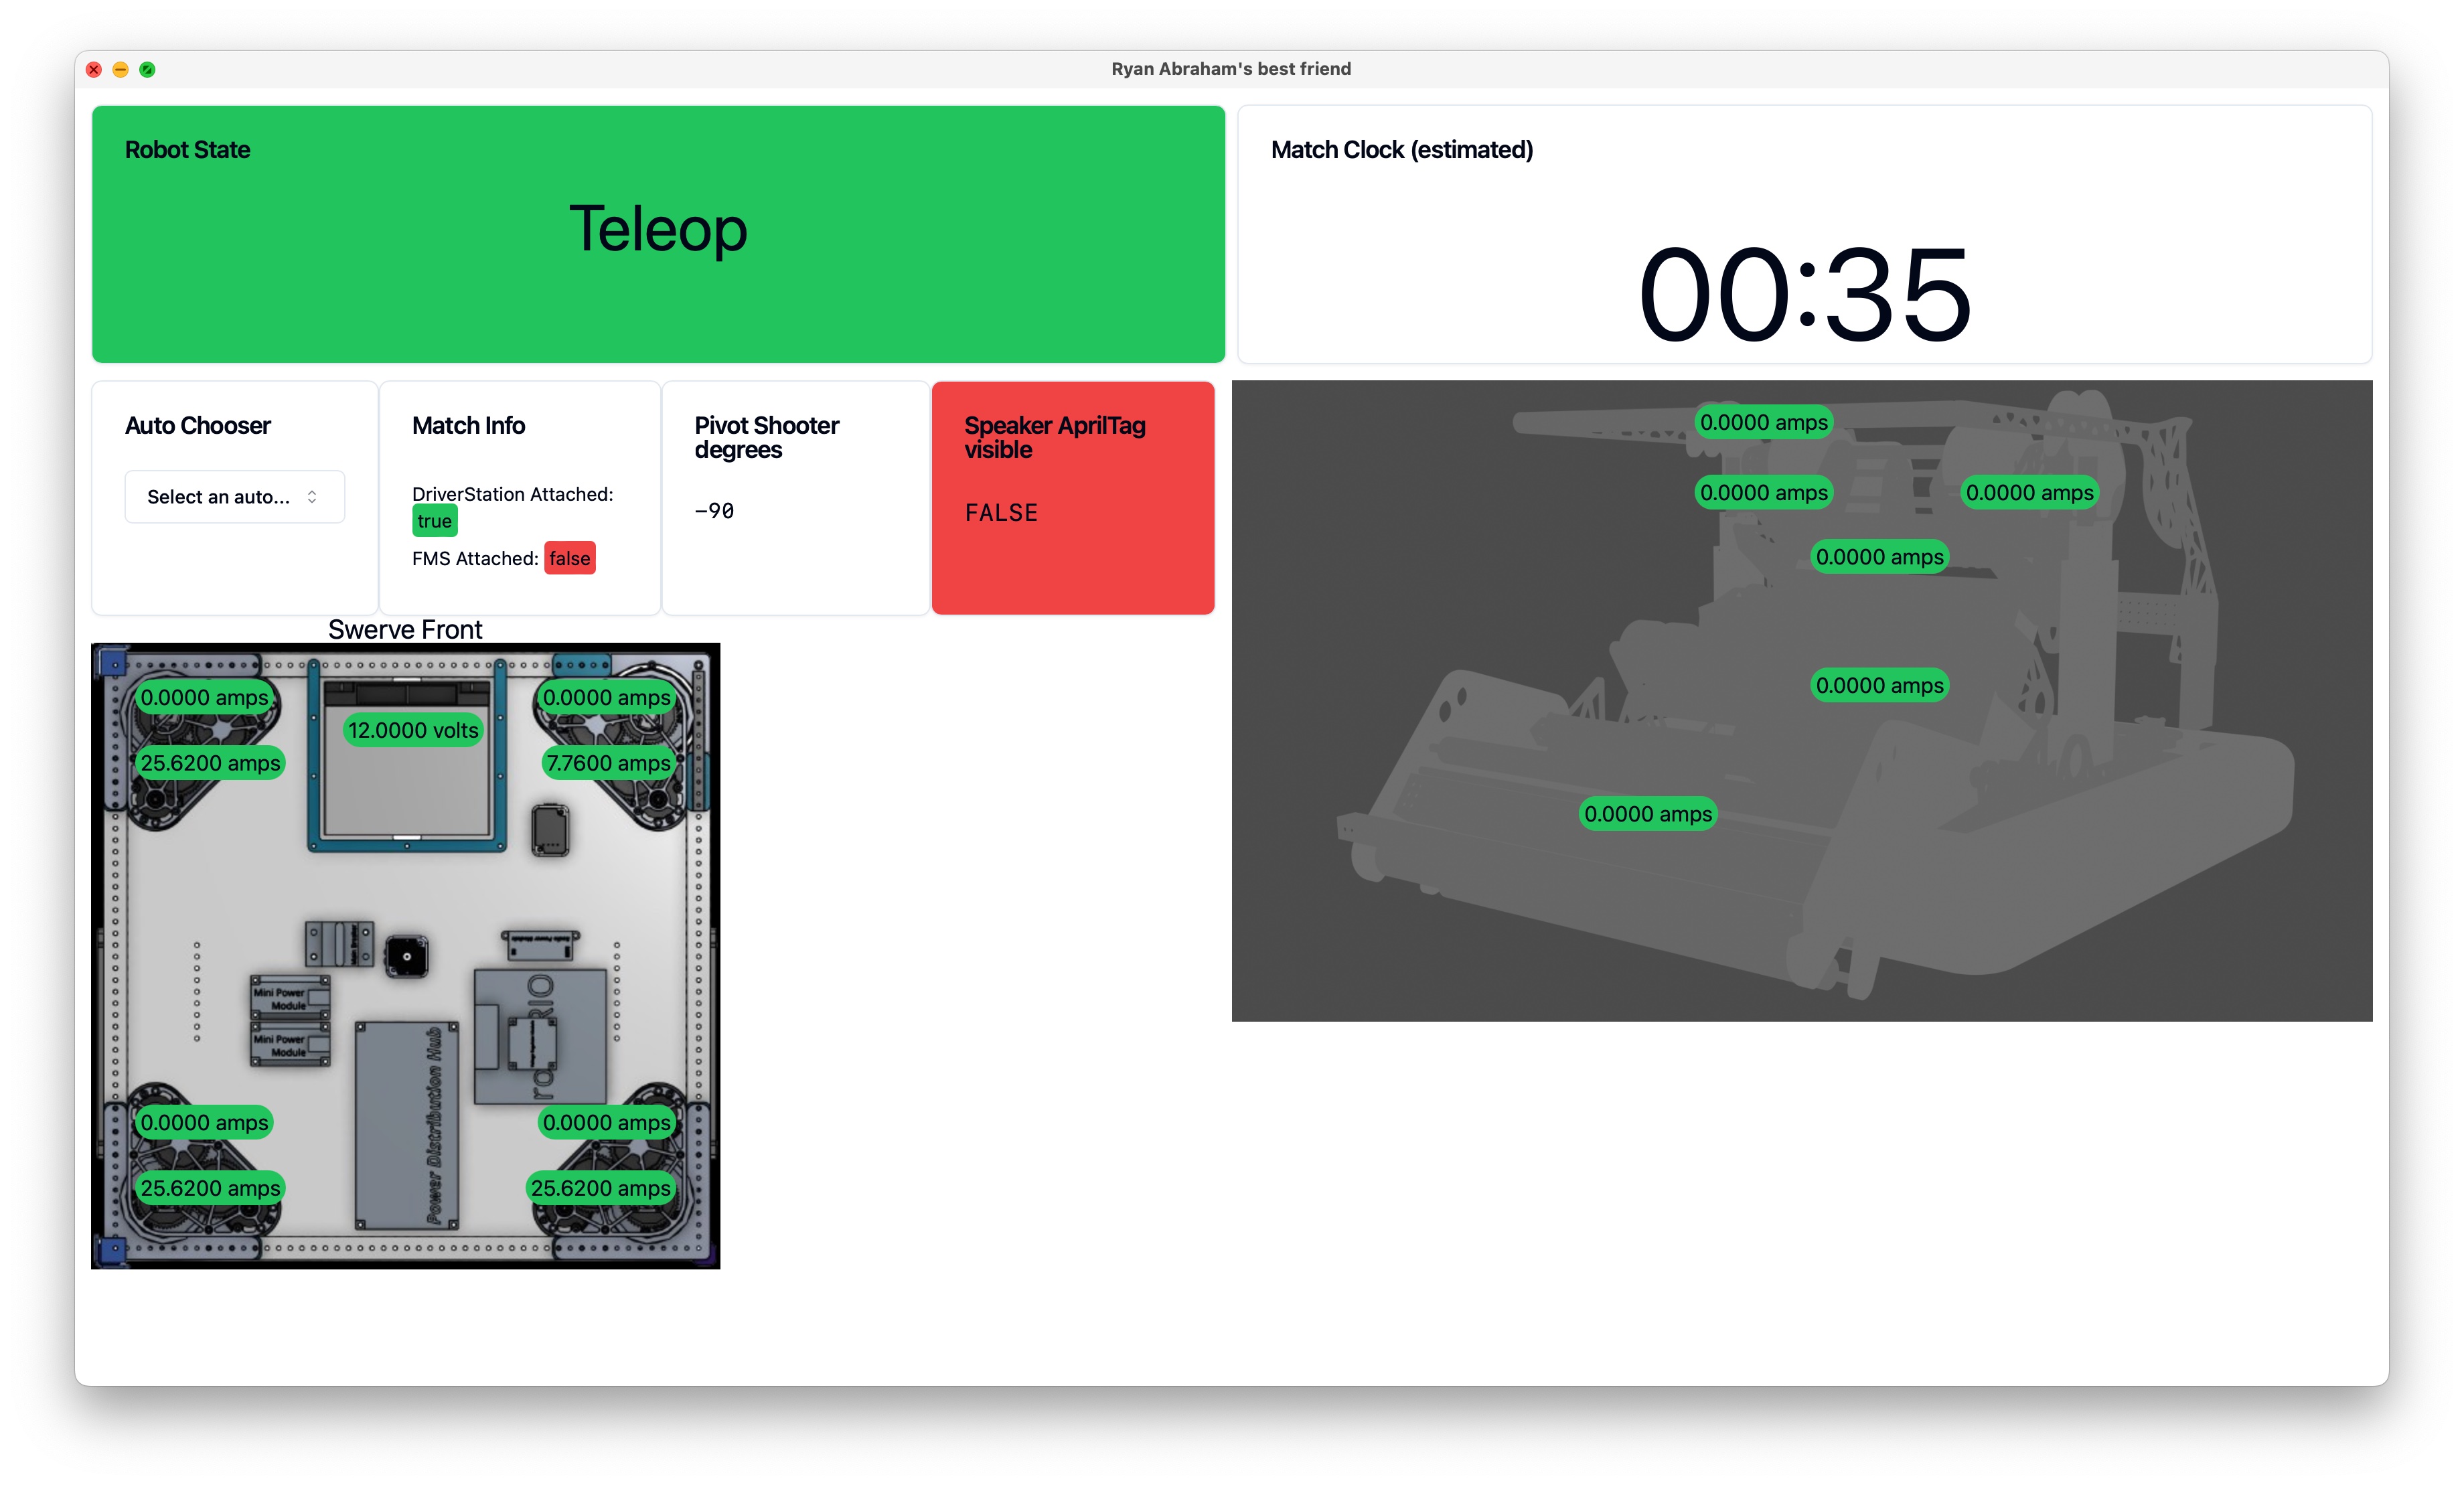 Ryan Abraham's best friend
Robot State
Teleop
Match Clock (estimated)
00:35
Auto Chooser
Select an auto...
Match Info
DriverStation Attached:
true
FMS Attached: false
Pivot Shooter
degrees
-90
Speaker AprilTag
visible
FALSE
Swerve Front
0.0000 amps
0.0000 amps
12.0000 volts
25.6200 amps
7.7600 amps
Mini Power
Module
Mini Power
Module
Power Distribution Hub
0.0000 amps
0.0000 amps
25.6200 amps
25.6200 amps
0.0000 amps
0.0000 amps
0.0000 amps
0.0000 amps
0.0000 amps
0.0000 amps